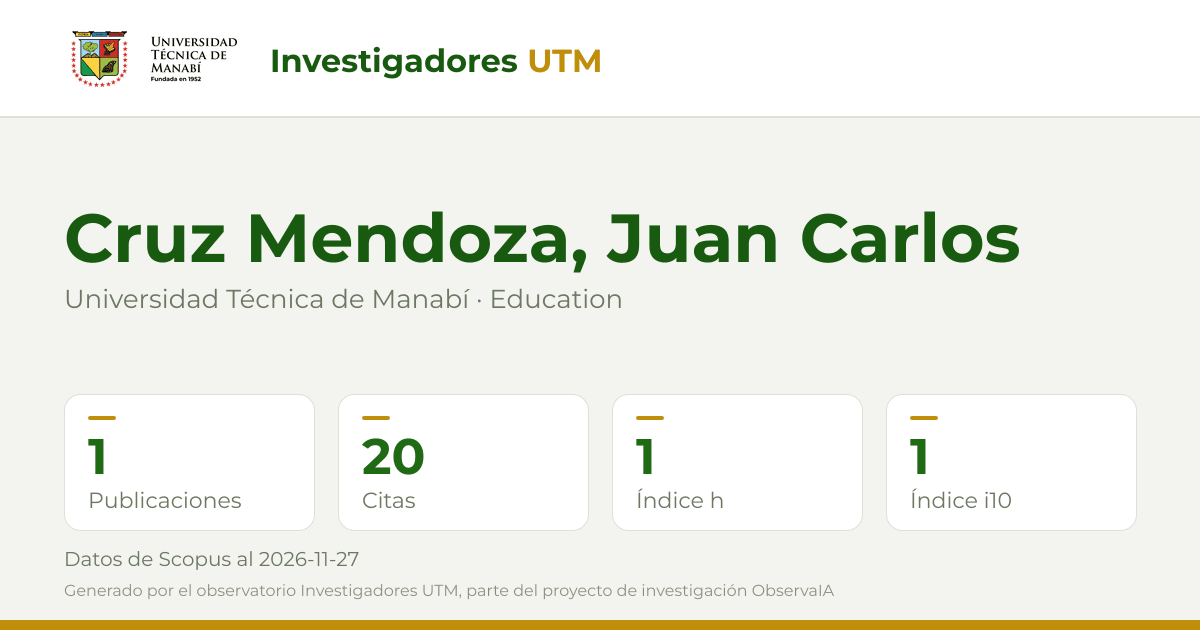 UNIVERSIDAD
TÉCNICA DE
MANABÍ
Fundada en 1952
Investigadores UTM
Cruz Mendoza, Juan Carlos
Universidad Técnica de Manabí · Education
1
Publicaciones
20
Citas
1
Índice h
1
Índice i10
Datos de Scopus al 2026-11-27
Generado por el observatorio Investigadores UTM, parte del proyecto de investigación ObservaIA